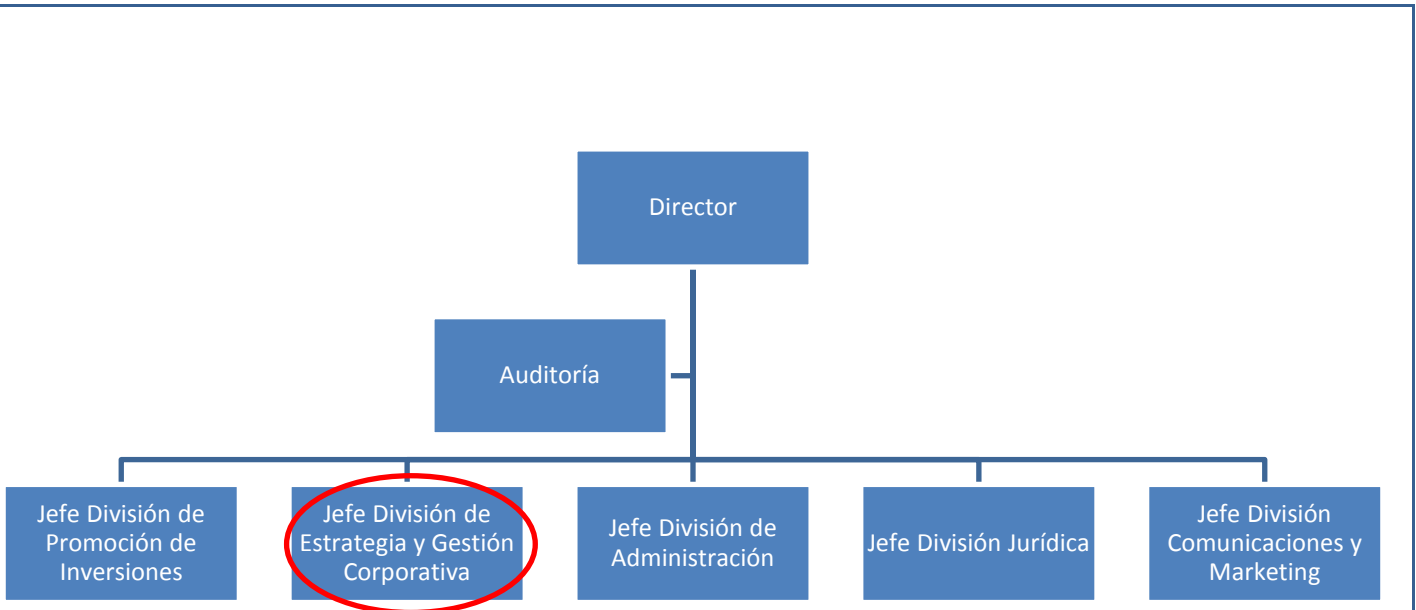 Director
Auditoría
Jefe División de
Promoción de
Inversiones
Jefe División de
Estrategia y Gestión
Corporativa
Jefe División de
Administración
Jefe División Jurídica
Jefe División
Comunicaciones y
Marketing